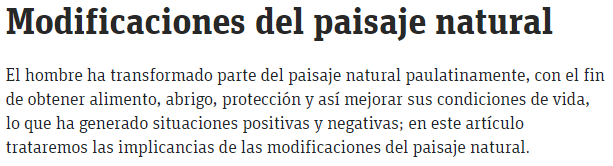 Modificaciones del paisaje natural
El hombre ha transformado parte del paisaje natural paulatinamente, con el fin
de obtener alimento, abrigo, protección y así mejorar sus condiciones de vida,
lo que ha generado situaciones positivas y negativas; en este artículo
trataremos las implicancias de las modificaciones del paisaje natural.